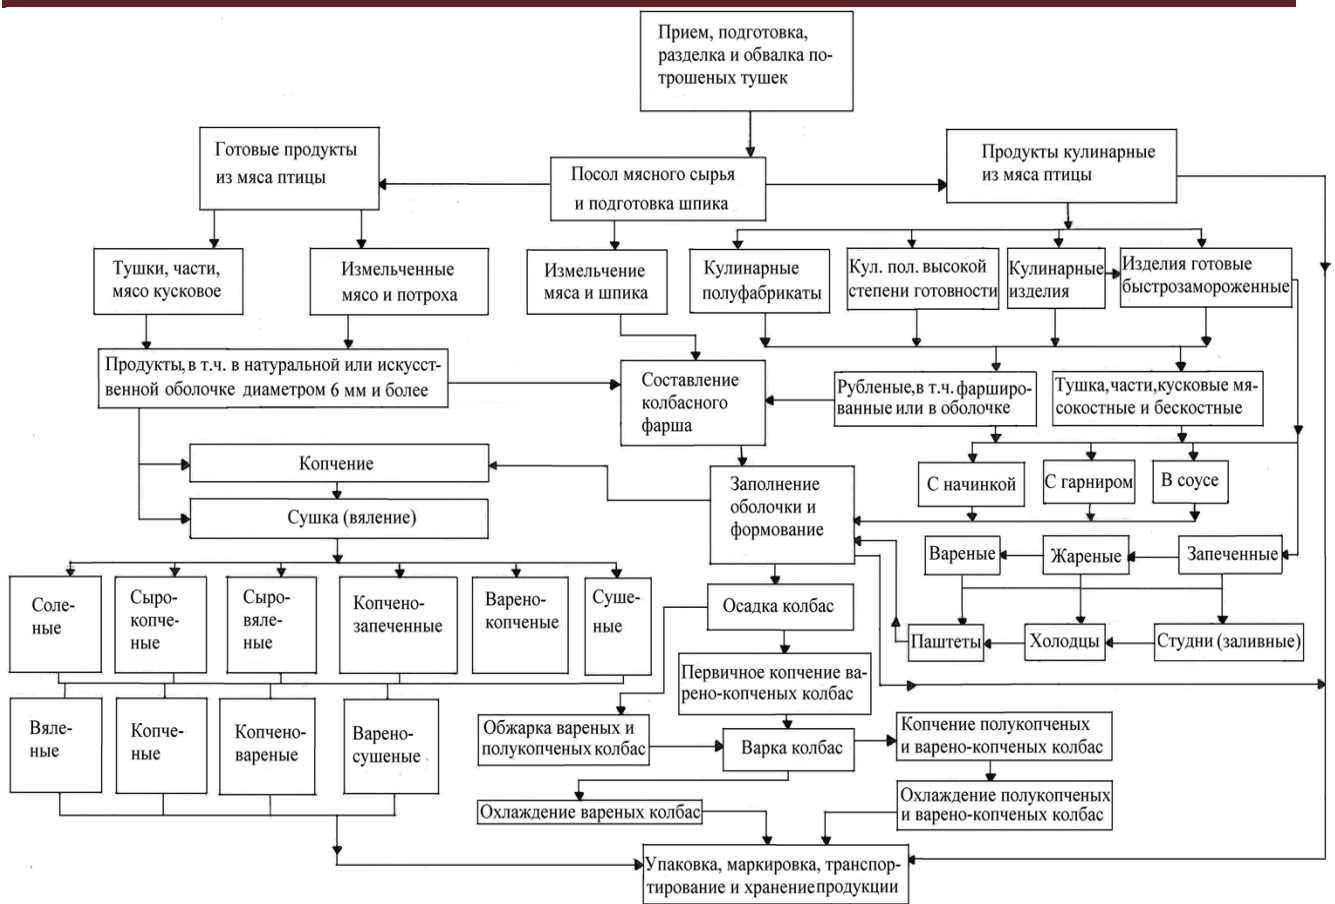 Прием, подготовка,
разделка и обвалка по-
трошеных тушек
Готовые продукты
из мяса птицы
Посол мясного сырья
и подготовка шпика
Продукты кулинарные
из мяса птицы
Тушки, части,
мясо кусковое
Измельченные
мясо и потроха
Измельчение
мяса и шпика
Кулинарные
полуфабрикаты
Кул. пол. высокой
степени готовности
Кулинарные
изделия
Изделия готовые
быстрозамороженные
Продукты, в т.ч. в натуральной или искусст-
венной оболочке диаметром 6 мм и более
Составление
колбасного
фарша
Рубленые, в т.ч. фарширо-
ванные или в оболочке
Тушка, части, кусковые мя-
сокостные и бескостные
Копчение
Сушка (вяление)
Заполнение
оболочки и
формование
С начинкой
С гарниром
В соусе
Вареные
Жареные
Запеченные
Соле-
ные
Сыро-
копче-
ные
Сыро-
вяле-
ные
Копчено-
запеченные
Варено-
копченые
Суше-
ные
Осадка колбас
Паштеты
Холодцы
Студни (заливные)
Первичное копчение ва-
рено-копченых колбас
Вяле-
ные
Копче-
ные
Копчено-
вареные
Варено-
сушеные
Обжарка вареных и
полукопченых колбас
Варка колбас
Копчение полукопченых
и варено-копченых колбас
Охлаждение вареных колбас
Охлаждение полукопченых
и варено-копченых колбас
Упаковка, маркировка, транспор-
тирование и хранение продукции